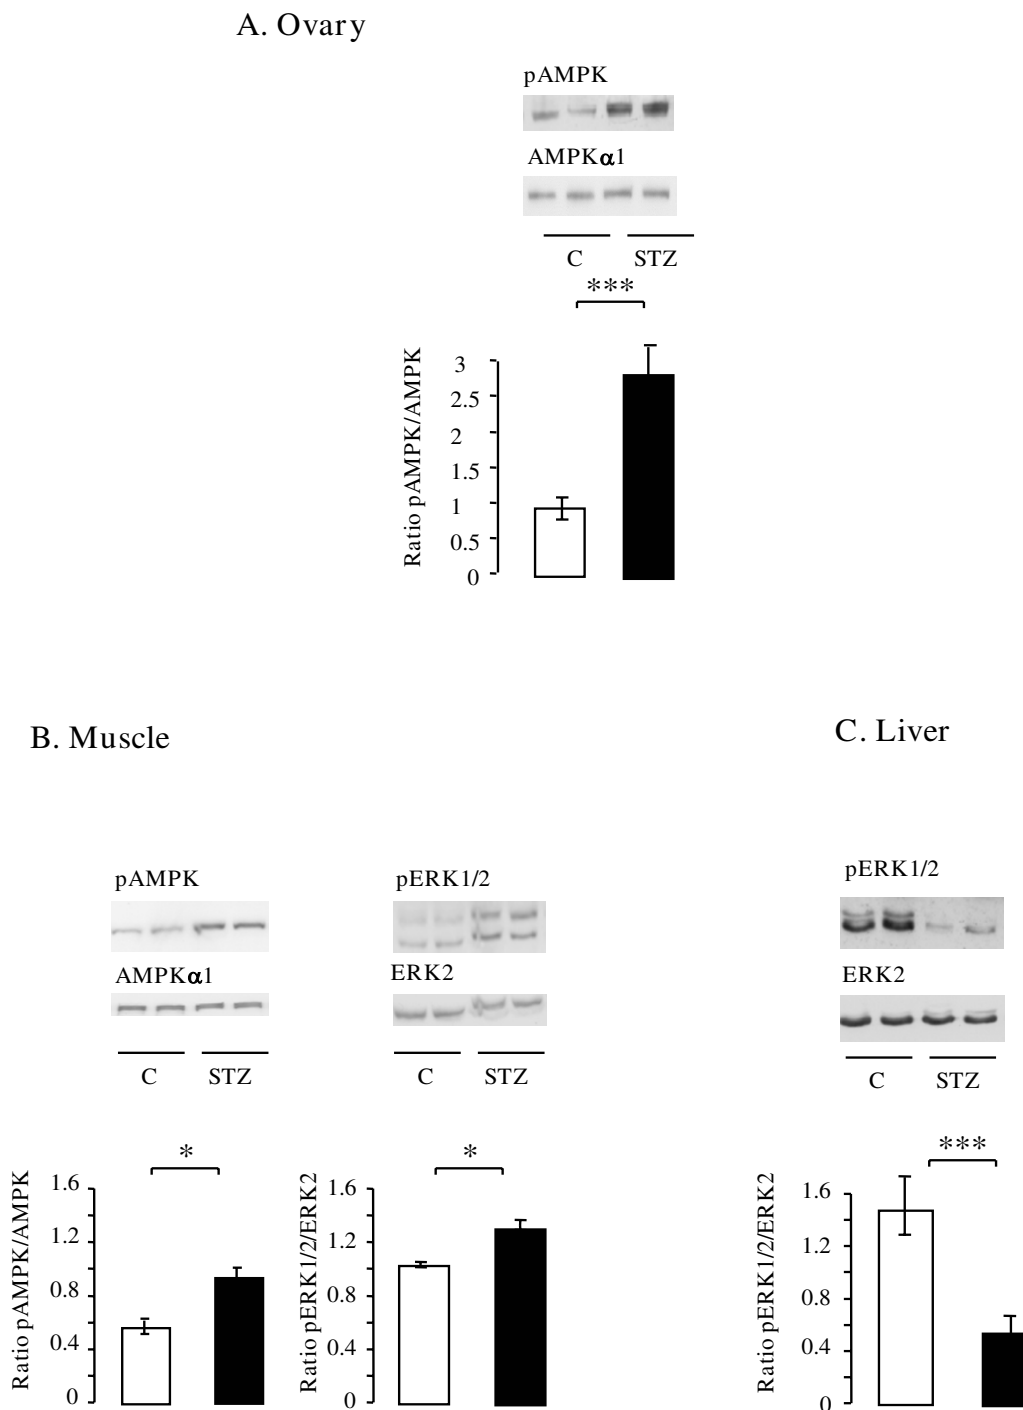 A. Ovary
pAMPK
AMPKα1
C STZ
***
Ratio pAMPK/AMPK
3
2.5
2
1.5
1
0.5
0
B. Muscle
pAMPK
AMPKα1
C STZ
*
Ratio pAMPK/AMPK
1.6
1.2
0.8
0.4
0
pERK1/2
ERK2
C STZ
*
Ratio pERK1/2/ERK2
1.6
1.2
0.8
0.4
0
C. Liver
pERK1/2
ERK2
C STZ
***
Ratio pERK1/2/ERK2
1.6
1.2
0.8
0.4
0